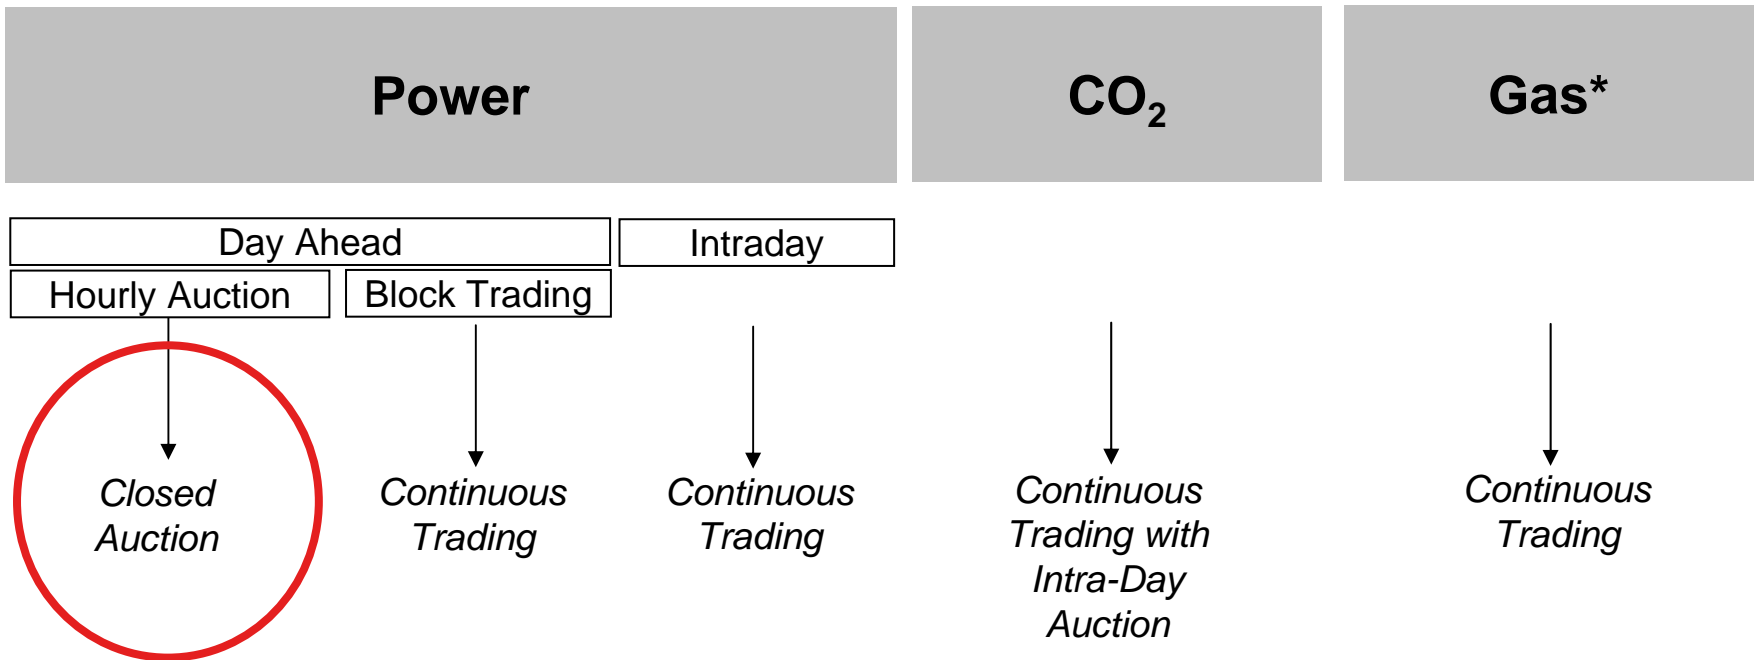 Power
CO₂
Gas*
Day Ahead
Intraday
Hourly Auction
Block Trading
Closed
Auction
Continuous
Trading
Continuous
Trading
Continuous
Trading with
Intra-Day
Auction
Continuous
Trading